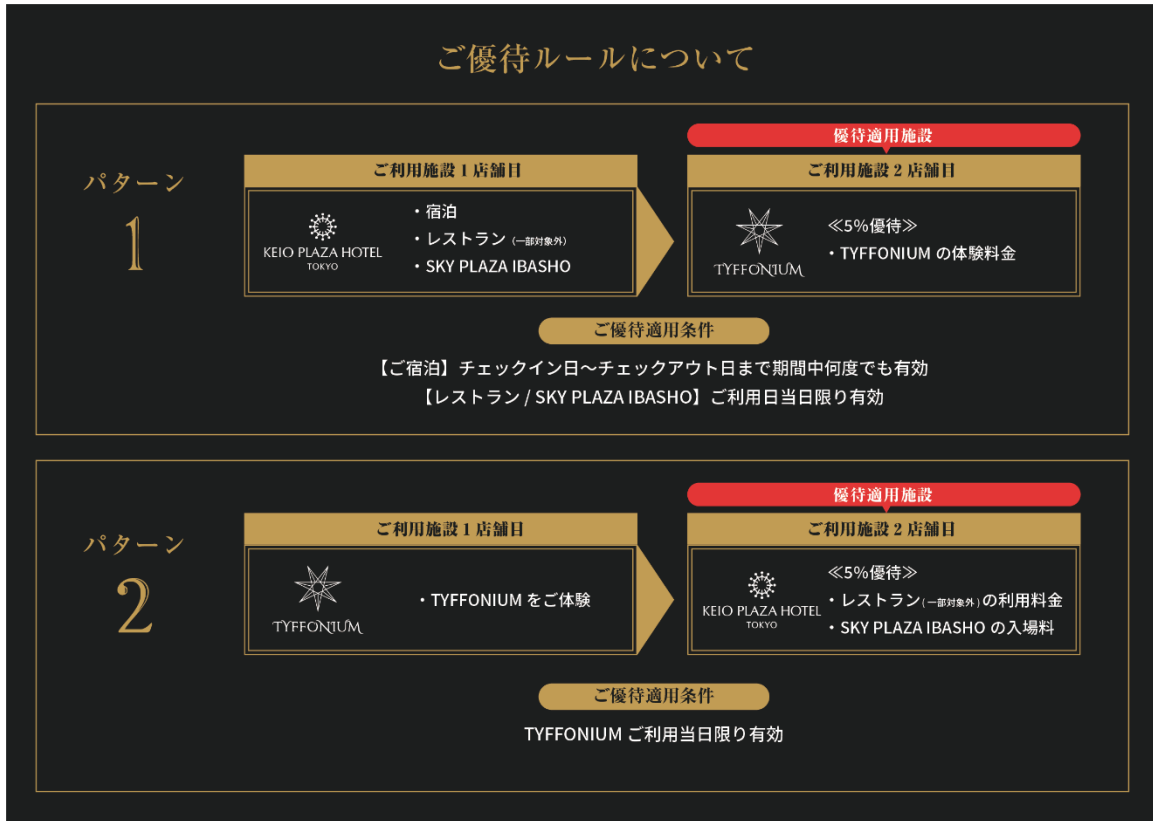 ご優待ルールについて
パターン
1
ご利用施設1店舗目
KEIO PLAZA HOTEL
TOKYO
・宿泊
・レストラン（一部対象外）
・SKY PLAZA IBASHO
優待適用施設
ご利用施設2店舗目
TYFFONIUM
≪5%優待≫
・TYFFONIUM の体験料金
ご優待適用条件
【ご宿泊】チェックイン日～チェックアウト日まで期間中何度でも有効
【レストラン / SKY PLAZA IBASHO】ご利用日当日限り有効
パターン
2
ご利用施設1店舗目
TYFFONIUM
・TYFFONIUM をご体験
優待適用施設
ご利用施設2店舗目
KEIO PLAZA HOTEL
TOKYO
≪5%優待≫
・レストラン（一部対象外）の利用料金
・SKY PLAZA IBASHO の入場料
ご優待適用条件
TYFFONIUM ご利用当日限り有効